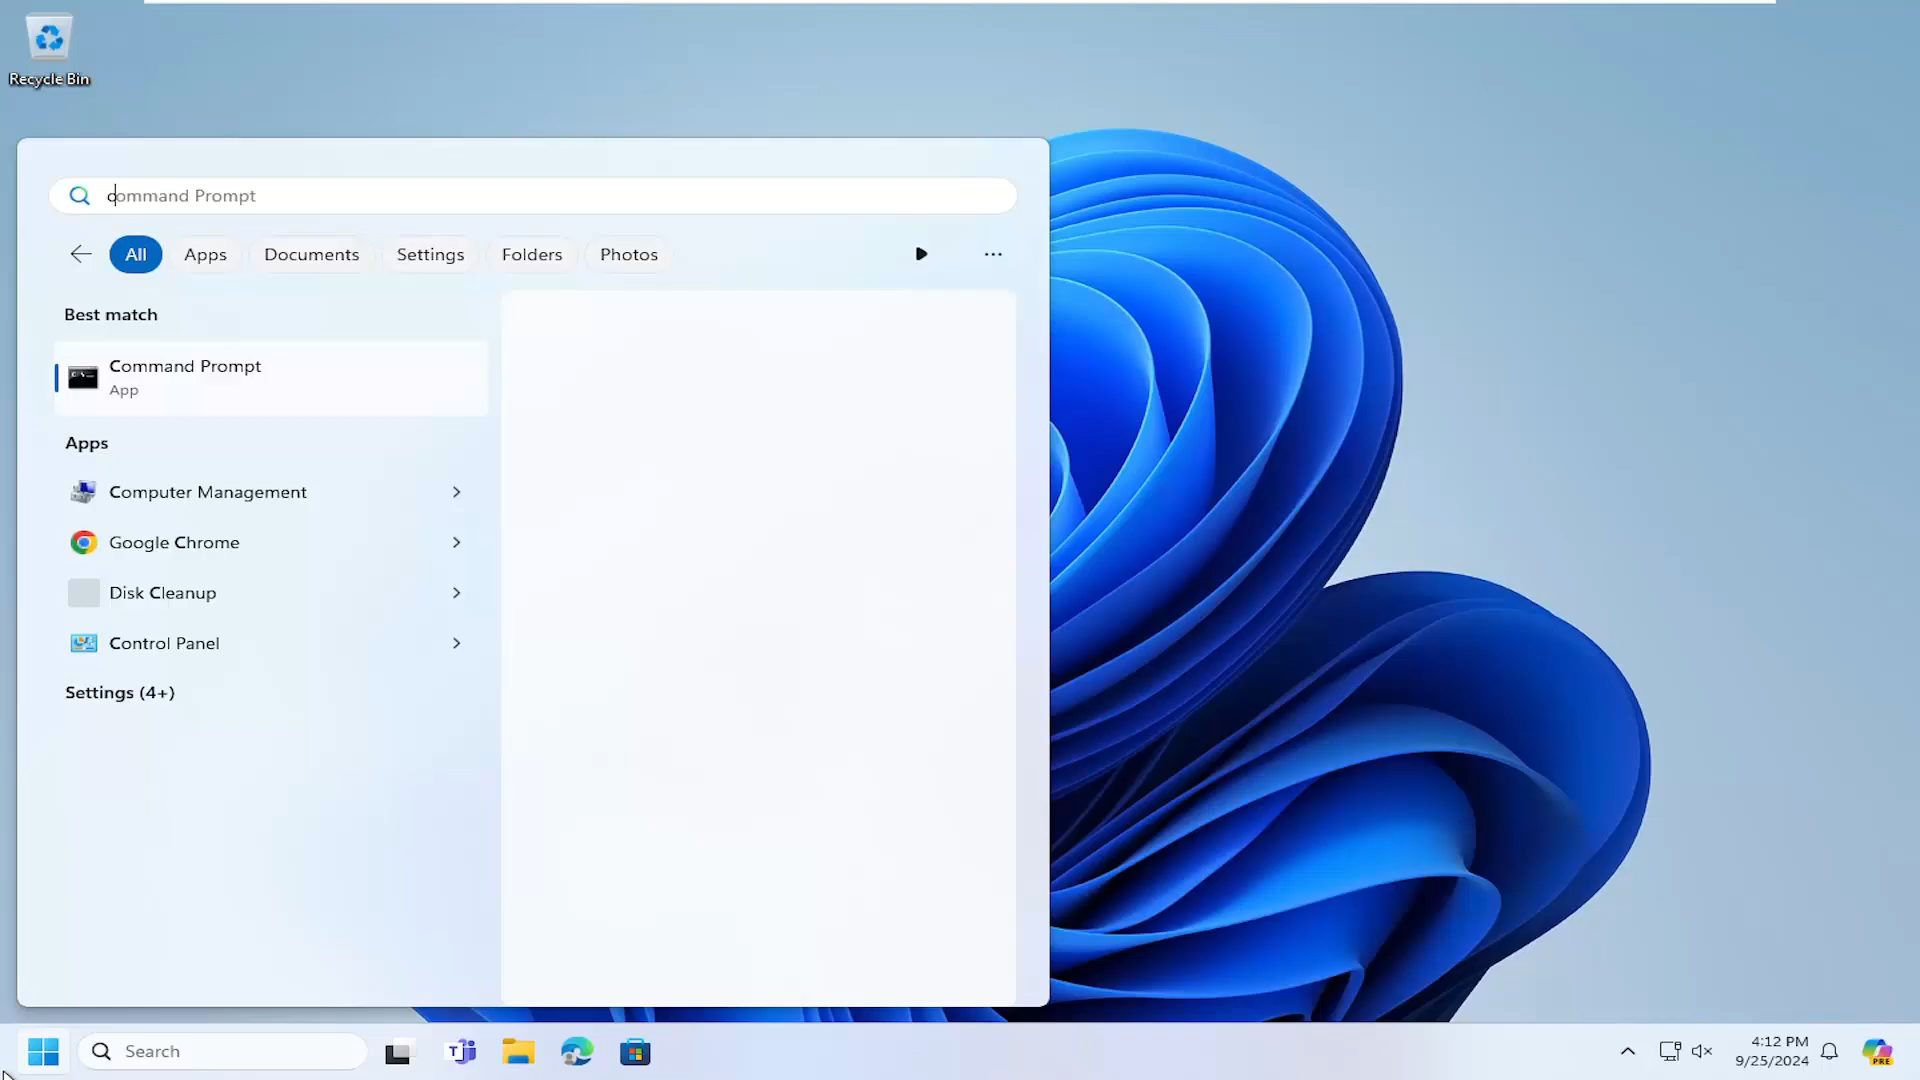 Recycle Bin
command Prompt
All Apps Documents Settings Folders Photos
Best match
Command Prompt
App
Apps
Computer Management
Google Chrome
Disk Cleanup
Control Panel
Settings (4+)
Search
4:12 PM
9/25/2024
PRE